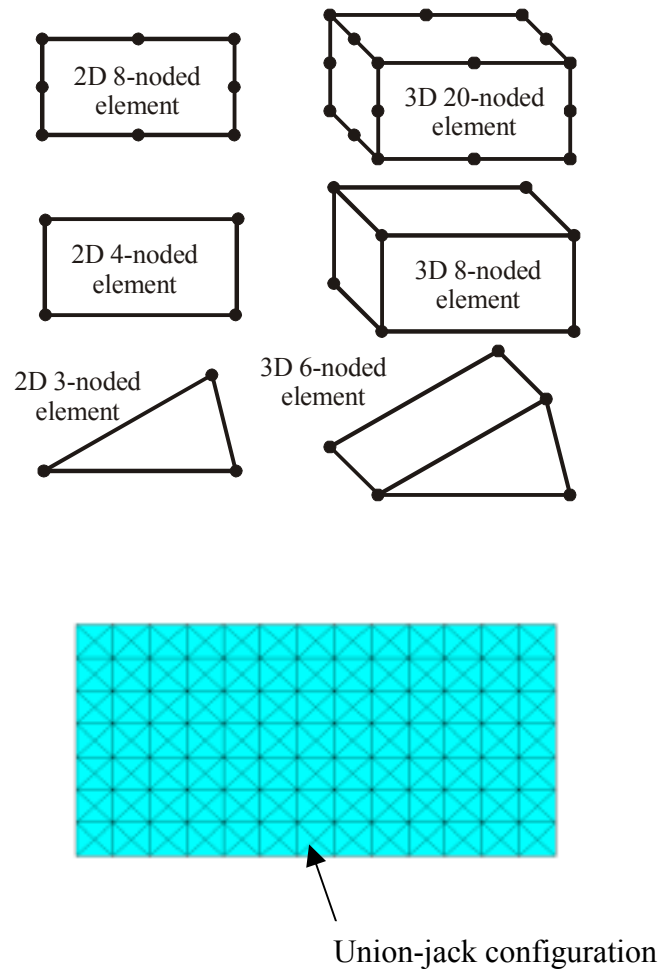 2D 8-noded
element
3D 20-noded
element
2D 4-noded
element
3D 8-noded
element
2D 3-noded
element
3D 6-noded
element
Union-jack configuration